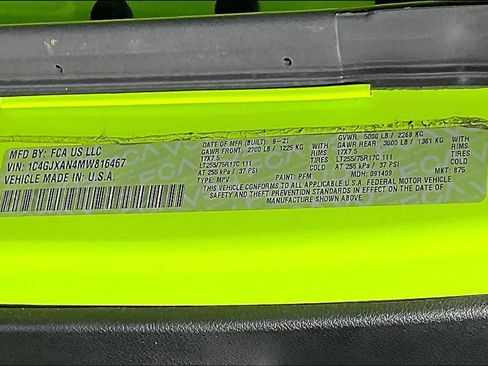 MFD BY: FCA US LLC
VIN: 1C4GJXAN4MW816467
VEHICLE MADE IN: U.S.A.
DATE OF MFR (BUILT): 9-21 GVWR: 5000 LB / 2268 KG
GAWR FRONT: 2700 LB / 1225 KG WITH GAWR REAR: 3000 LB / 1361 KG WITH
17X7.5 RIMS 17X7.5 RIMS
LT255/75R17C 111 TIRES LT255/75R17C 111 TIRES
AT 255 kPa / 37 PSI COLD AT 255 kPa / 37 PSI COLD
TYPE: MPV PAINT: PFM MDH: 091409 MKT: 875
THIS VEHICLE CONFORMS TO ALL APPLICABLE U.S.A. FEDERAL MOTOR VEHICLE
SAFETY AND THEFT PREVENTION STANDARDS IN EFFECT ON THE DATE OF
MANUFACTURE SHOWN ABOVE.